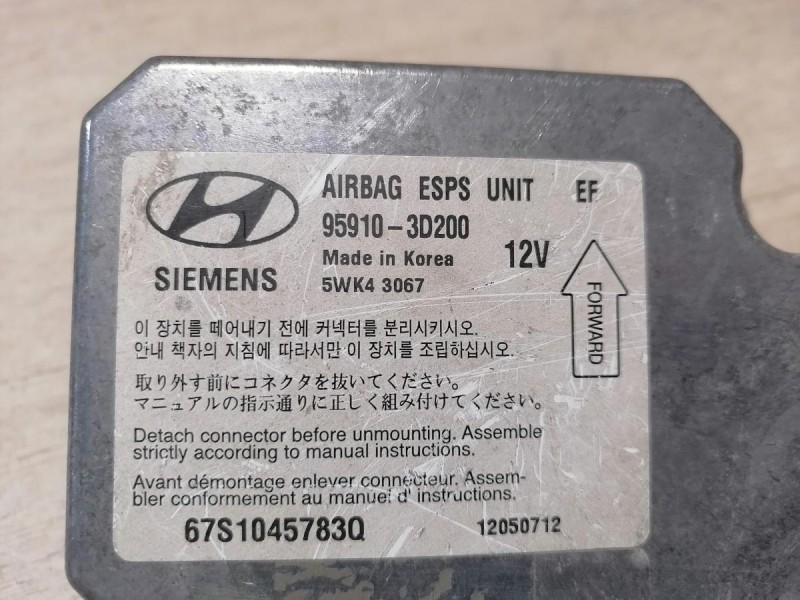 AIRBAG ESPS UNIT EF
95910-3D200
SIEMENS
Made in Korea 12V
5WK4 3067
FORWARD
이 장치를 떼어내기 전에 커넥터를 분리시키시오.
안내 책자의 지침에 따라서만 이 장치를 조립하십시오.
取り外す前にコネクタを抜いてください。
マニュアルの指示通りに正しく組み付けてください。
Detach connector before unmounting. Assemble
strictly according to manual instructions.
Avant démontage enlever connecteur. Assem-
bler conformement au manuel d' instructions.
67S1045783Q 12050712